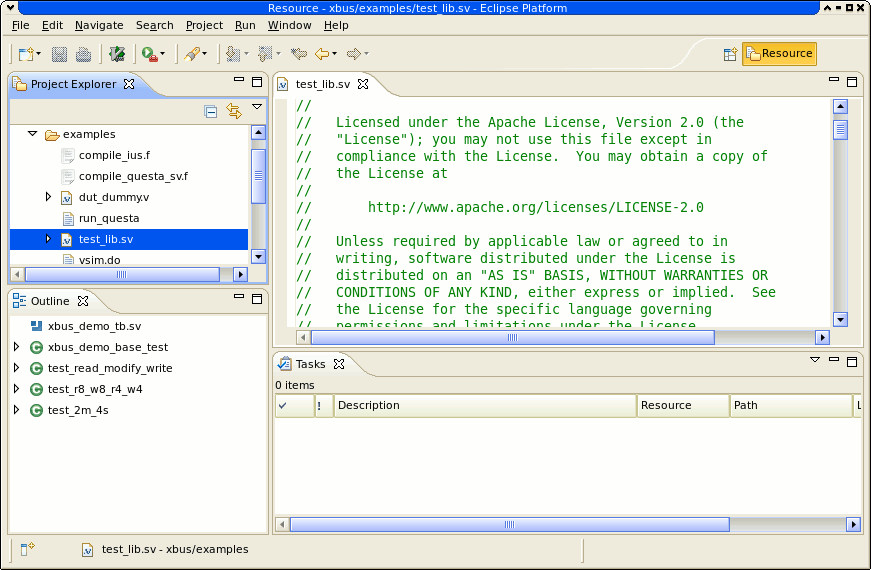 Resource - xbus/examples/test_lib.sv - Eclipse Platform
File Edit Navigate Search Project Run Window Help
Resource
Project Explorer
examples
compile_ius.f
compile_questa_sv.f
dut_dummy.v
run_questa
test_lib.sv
vsim.do
Outline
xbus_demo_tb.sv
xbus_demo_base_test
test_read_modify_write
test_r8_w8_r4_w4
test_2m_4s
test_lib.sv
//
// Licensed under the Apache License, Version 2.0 (the
// "License"); you may not use this file except in
// compliance with the License.  You may obtain a copy of
// the License at
//
//     http://www.apache.org/licenses/LICENSE-2.0
//
// Unless required by applicable law or agreed to in
// writing, software distributed under the License is
// distributed on an "AS IS" BASIS, WITHOUT WARRANTIES OR
// CONDITIONS OF ANY KIND, either express or implied.  See
// the License for the specific language governing
// permissions and limitations under the License.
Tasks
0 items
! Description Resource Path L
test_lib.sv - xbus/examples